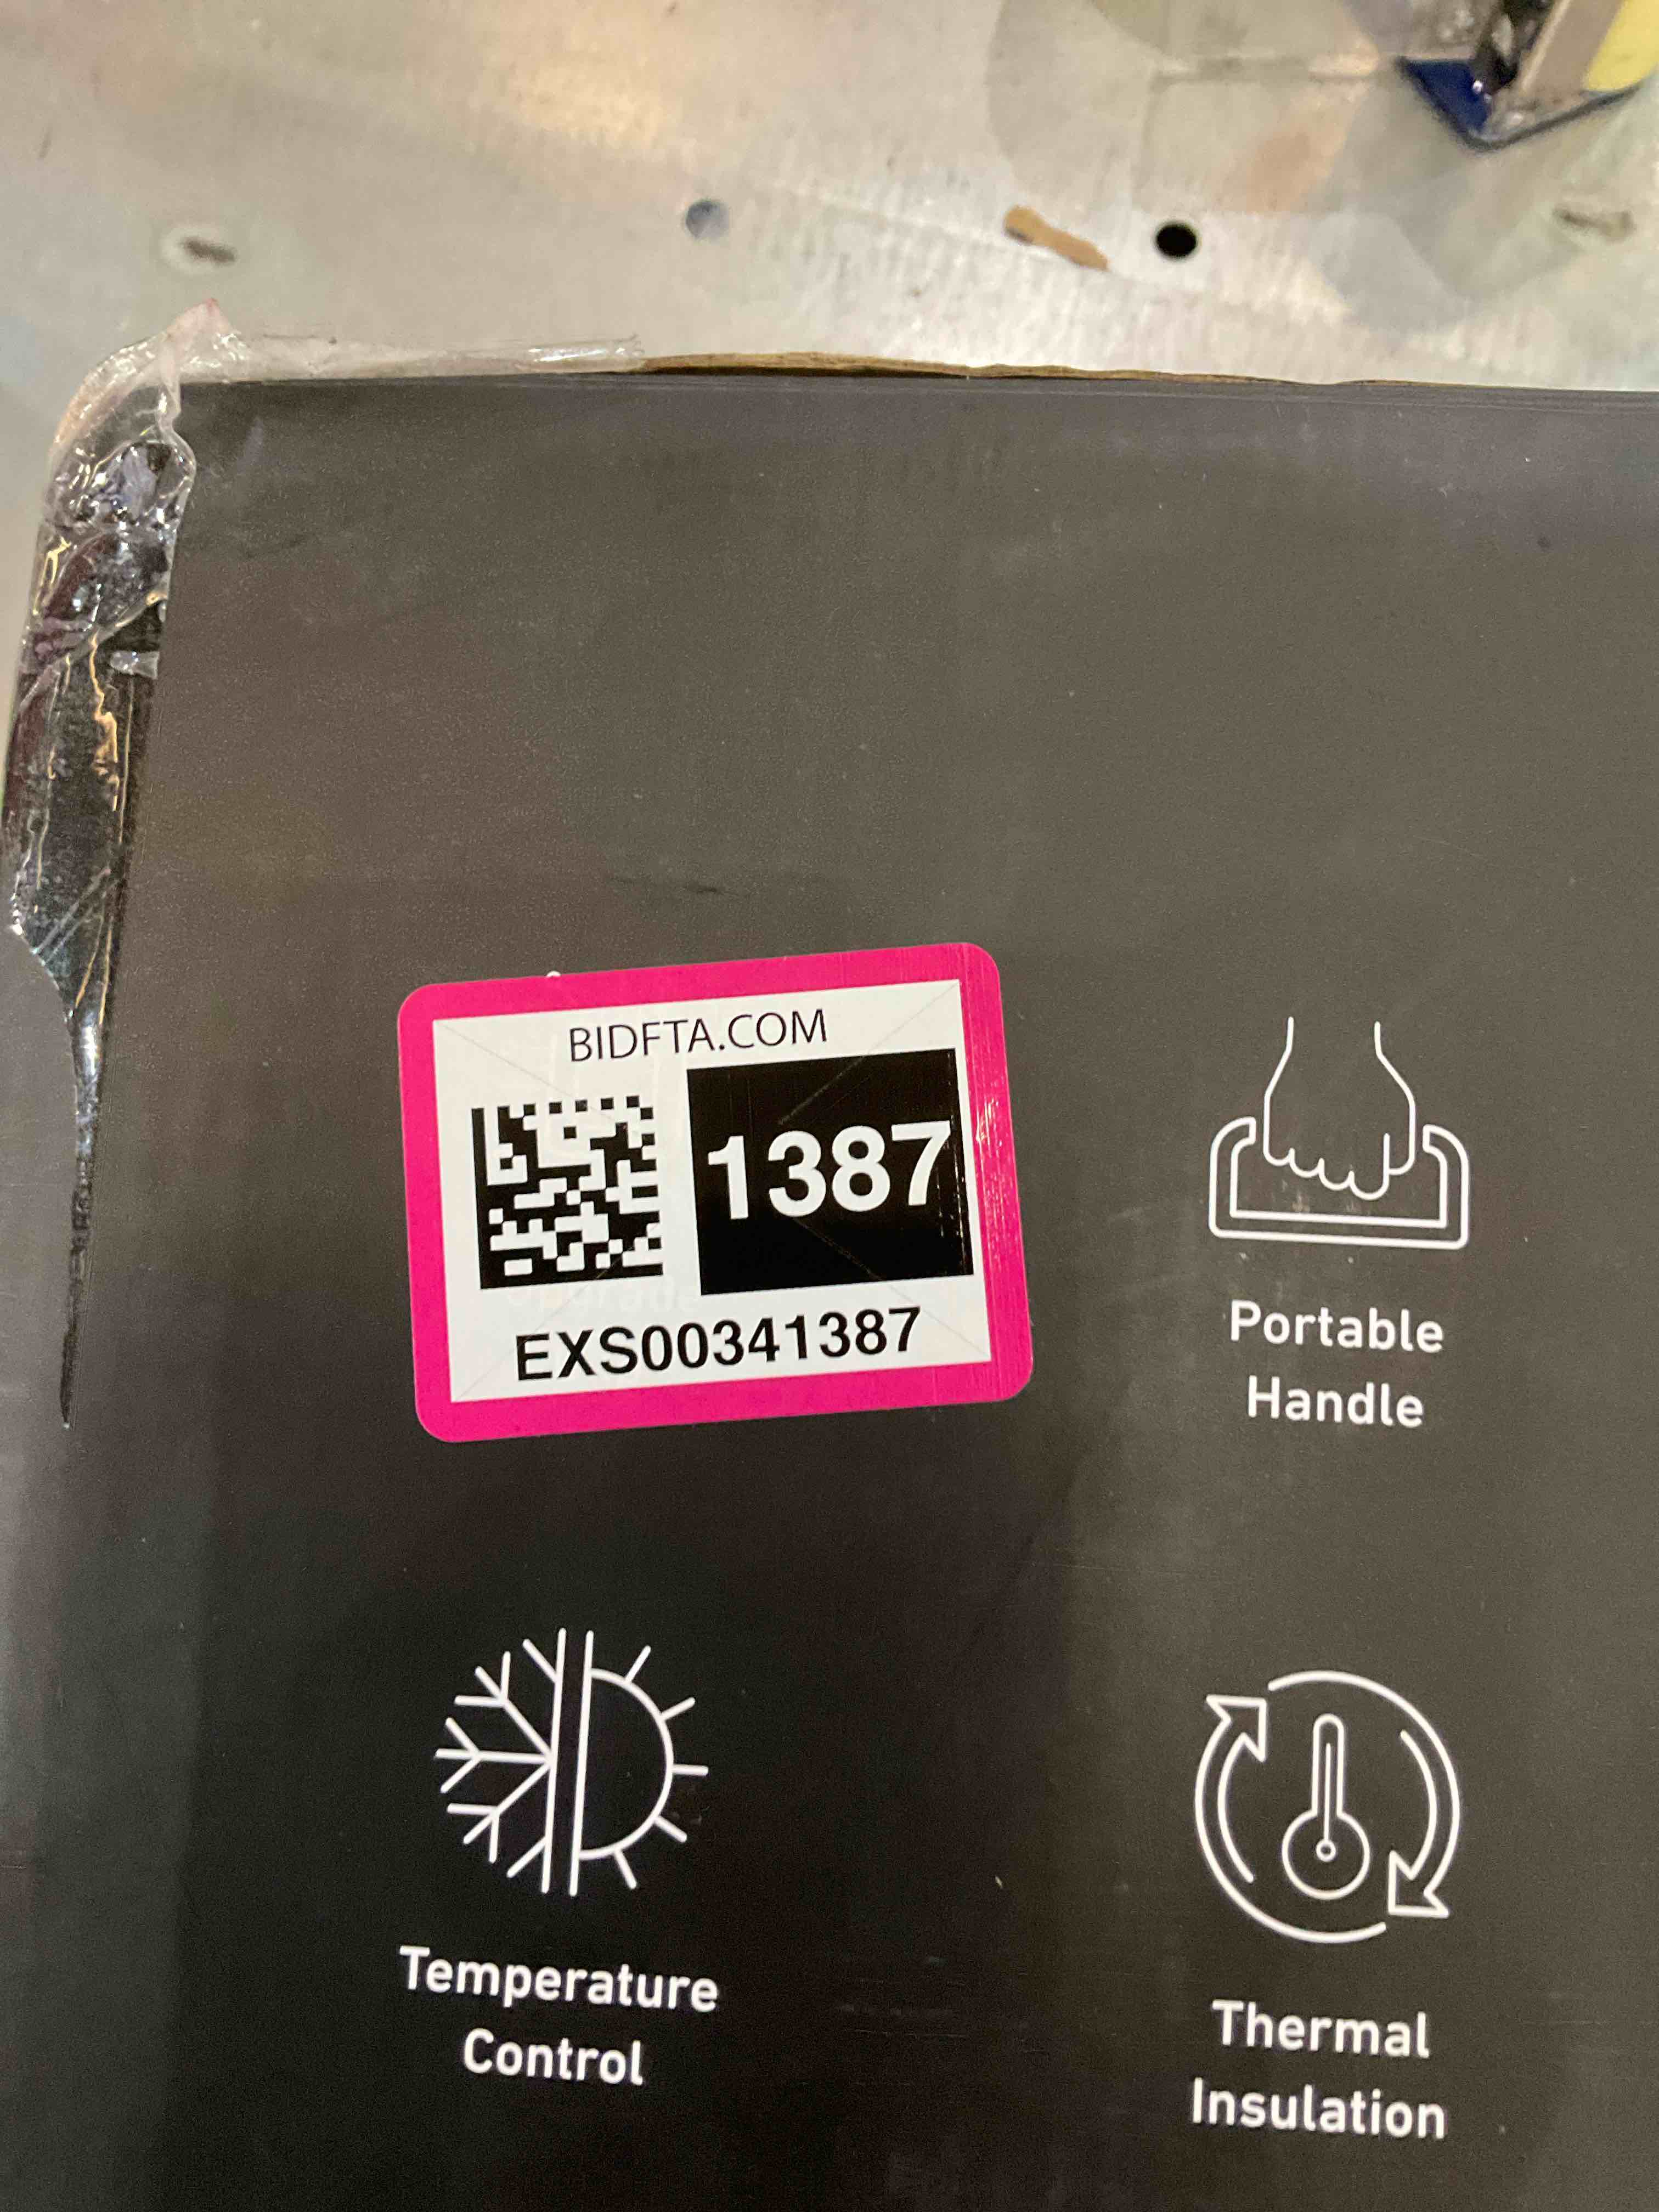 BIDFTA.COM
1387
EXS00341387
Portable
Handle
Temperature
Control
Thermal
Insulation